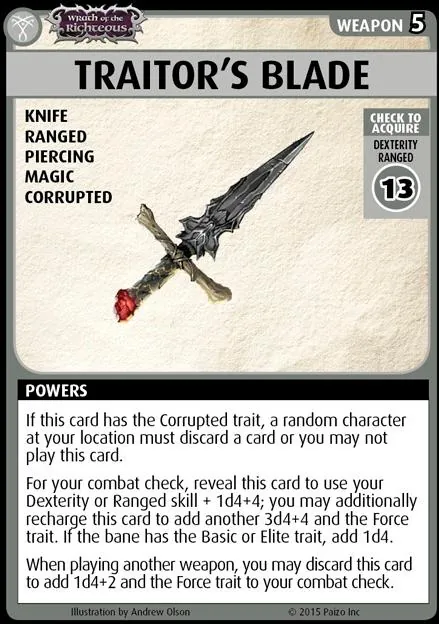 Wrath of the
Righteous
WEAPON 5
TRAITOR'S BLADE
KNIFE
RANGED
PIERCING
MAGIC
CORRUPTED
CHECK TO
ACQUIRE
DEXTERITY
RANGED
13
POWERS
If this card has the Corrupted trait, a random character
at your location must discard a card or you may not
play this card.
For your combat check, reveal this card to use your
Dexterity or Ranged skill + 1d4+4; you may additionally
recharge this card to add another 3d4+4 and the Force
trait. If the bane has the Basic or Elite trait, add 1d4.
When playing another weapon, you may discard this card
to add 1d4+2 and the Force trait to your combat check.
Illustration by Andrew Olson
© 2015 Paizo Inc